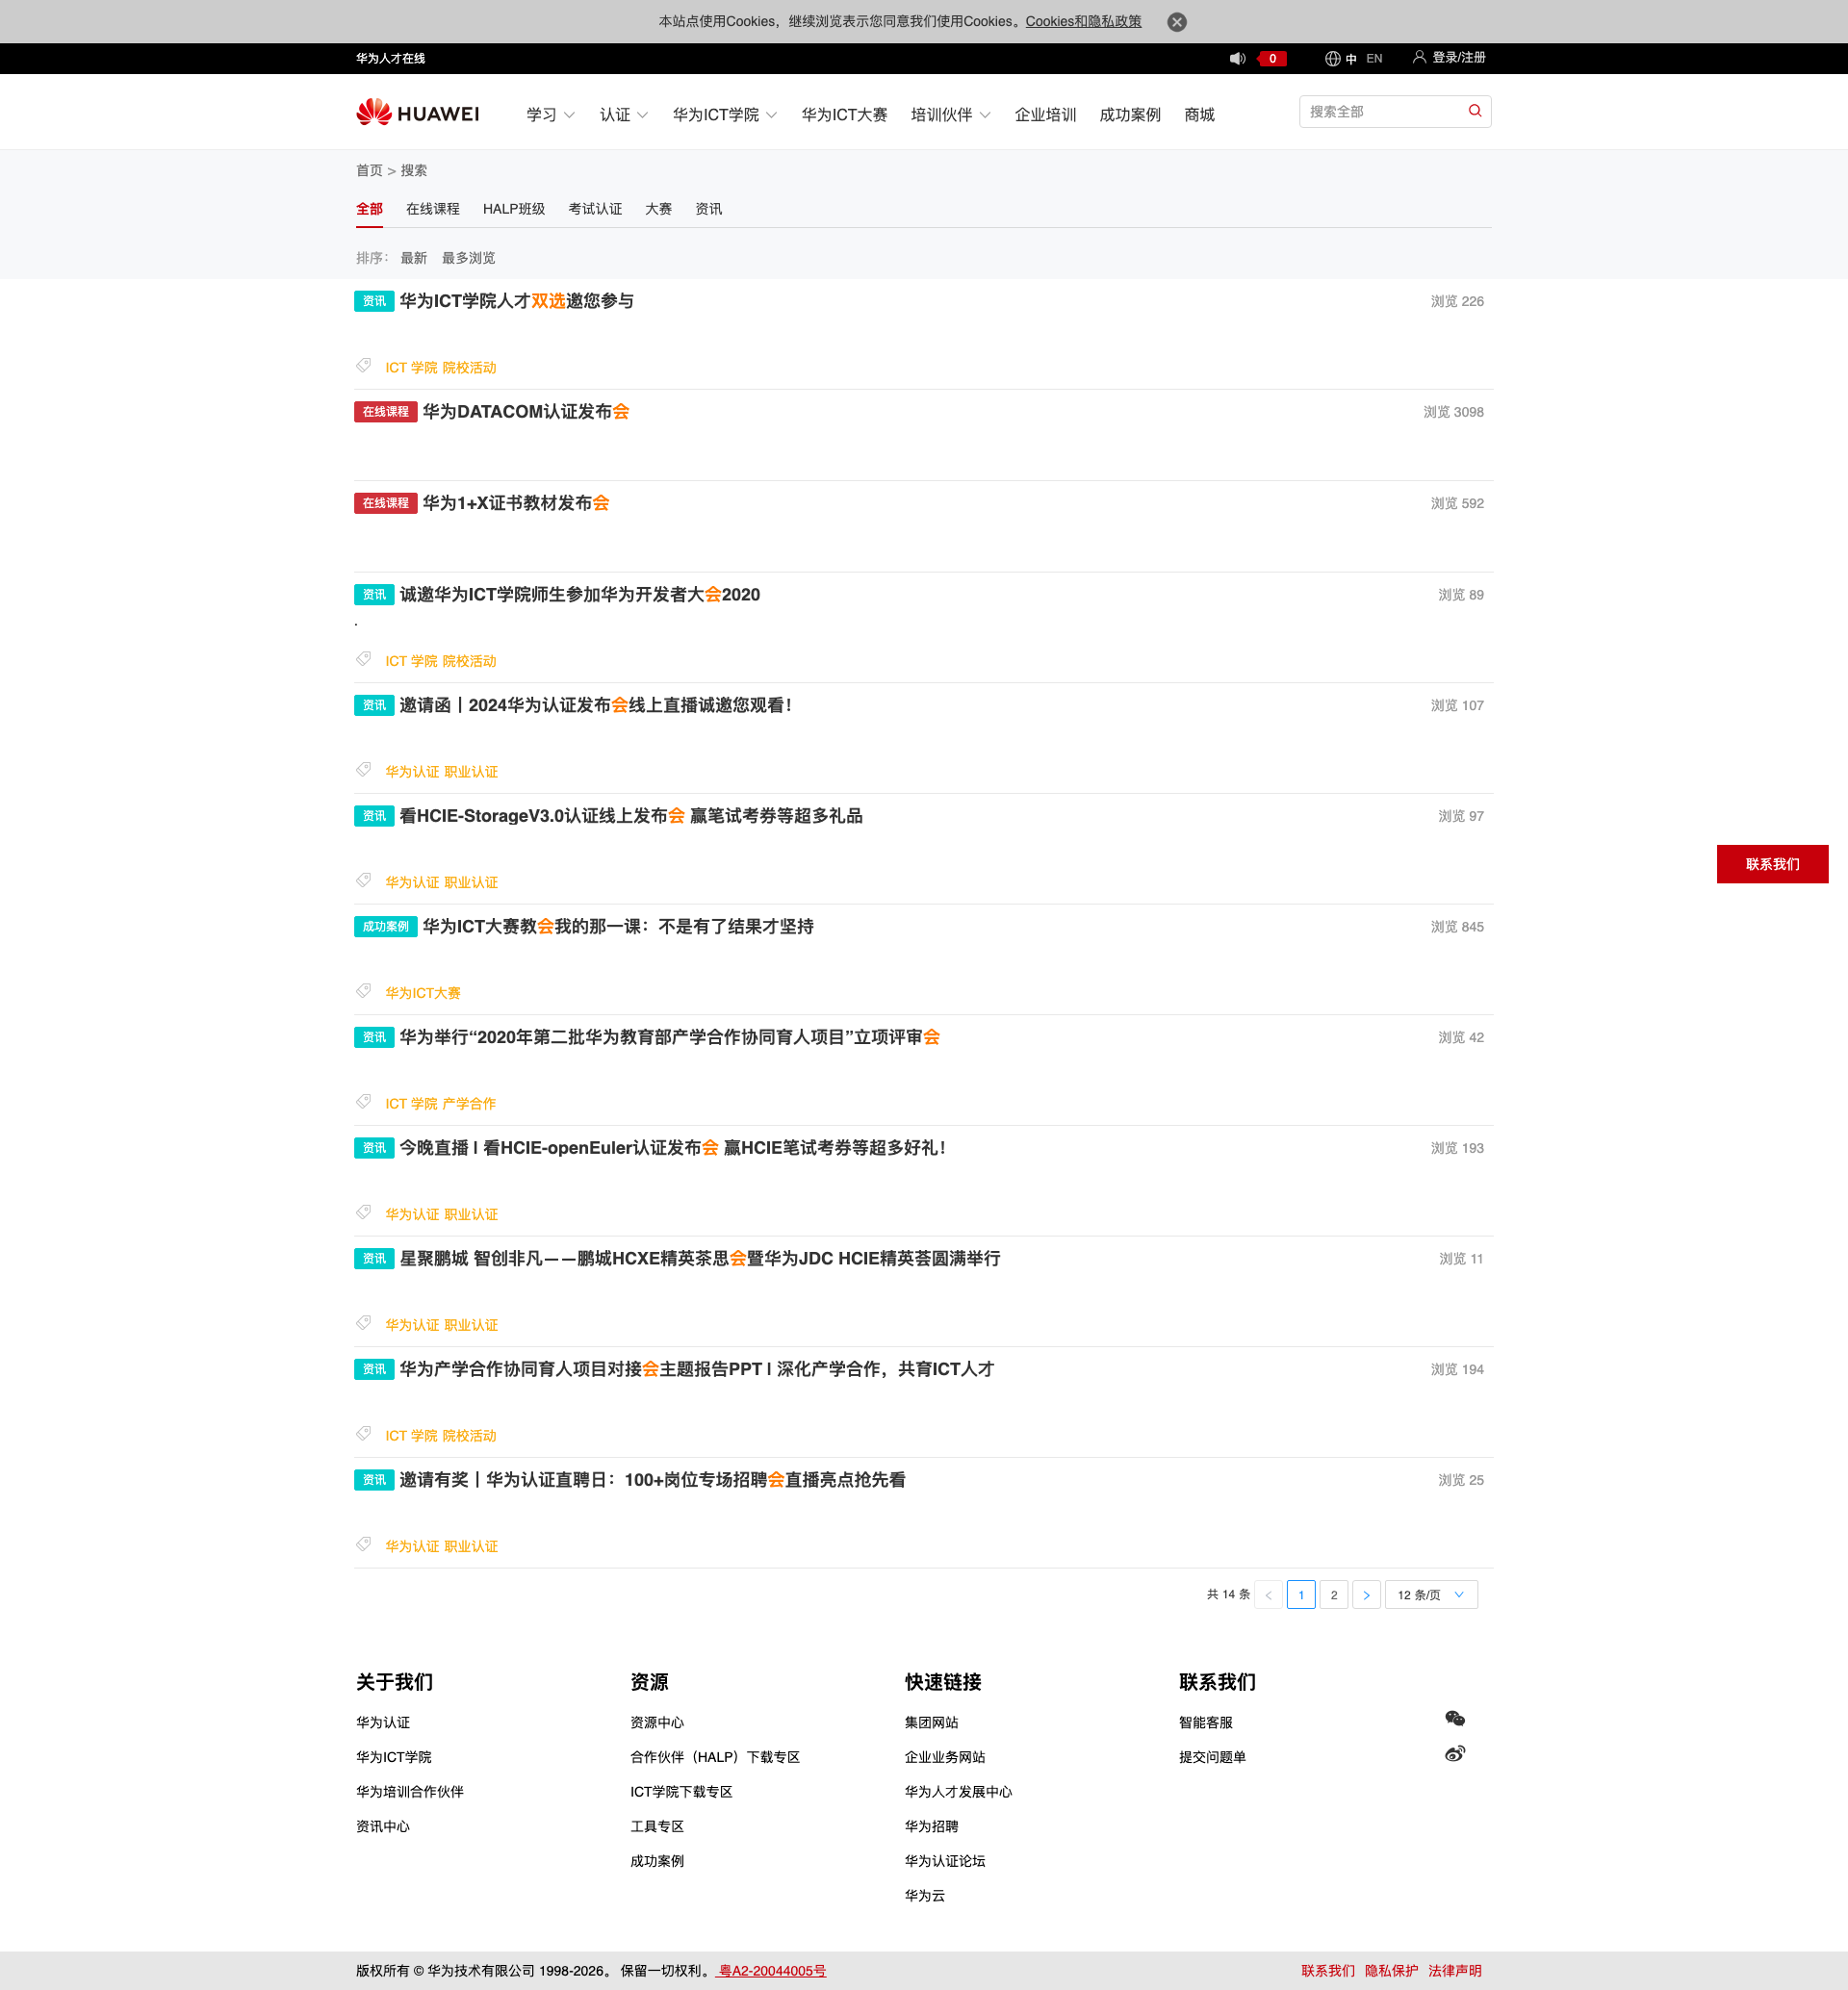 本站点使用Cookies，继续浏览表示您同意我们使用Cookies。Cookies和隐私政策
华为人才在线 0 中 EN 登录/注册
HUAWEI 学习 认证 华为ICT学院 华为ICT大赛 培训伙伴 企业培训 成功案例 商城 搜索全部
首页 > 搜索
全部 在线课程 HALP班级 考试认证 大赛 资讯
排序： 最新 最多浏览
资讯 华为ICT学院人才双选邀您参与 浏览 226
ICT 学院 院校活动
在线课程 华为DATACOM认证发布会 浏览 3098
在线课程 华为1+X证书教材发布会 浏览 592
资讯 诚邀华为ICT学院师生参加华为开发者大会2020 浏览 89
.
ICT 学院 院校活动
资讯 邀请函丨2024华为认证发布会线上直播诚邀您观看！ 浏览 107
华为认证 职业认证
资讯 看HCIE-StorageV3.0认证线上发布会 赢笔试考券等超多礼品 浏览 97
华为认证 职业认证
成功案例 华为ICT大赛教会我的那一课：不是有了结果才坚持 浏览 845
华为ICT大赛
资讯 华为举行“2020年第二批华为教育部产学合作协同育人项目”立项评审会 浏览 42
ICT 学院 产学合作
资讯 今晚直播 | 看HCIE-openEuler认证发布会 赢HCIE笔试考券等超多好礼！ 浏览 193
华为认证 职业认证
资讯 星聚鹏城 智创非凡——鹏城HCXE精英茶思会暨华为JDC HCIE精英荟圆满举行 浏览 11
华为认证 职业认证
资讯 华为产学合作协同育人项目对接会主题报告PPT | 深化产学合作，共育ICT人才 浏览 194
ICT 学院 院校活动
资讯 邀请有奖丨华为认证直聘日：100+岗位专场招聘会直播亮点抢先看 浏览 25
华为认证 职业认证
联系我们
共 14 条 < 1 2 > 12 条/页
关于我们 资源 快速链接 联系我们
华为认证 资源中心 集团网站 智能客服
华为ICT学院 合作伙伴（HALP）下载专区 企业业务网站 提交问题单
华为培训合作伙伴 ICT学院下载专区 华为人才发展中心
资讯中心 工具专区 华为招聘
成功案例 华为认证论坛
华为云
版权所有 © 华为技术有限公司 1998-2026。 保留一切权利。 粤A2-20044005号 联系我们 隐私保护 法律声明